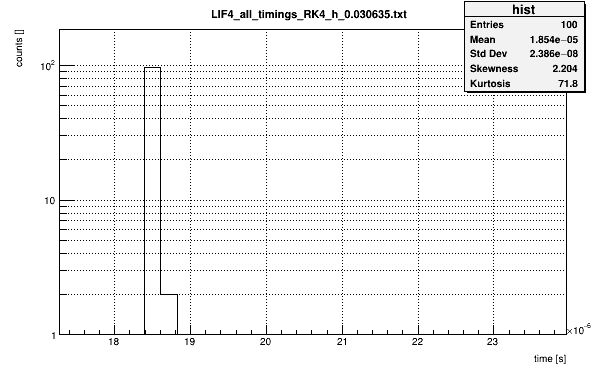 LIF4_all_timings_RK4_h_0.030635.txt
hist
Entries 100
Mean 1.854e−05
Std Dev 2.386e−08
Skewness 2.204
Kurtosis 71.8
counts []
10²
10
1
18 19 20 21 22 23
×10⁻⁶
time [s]